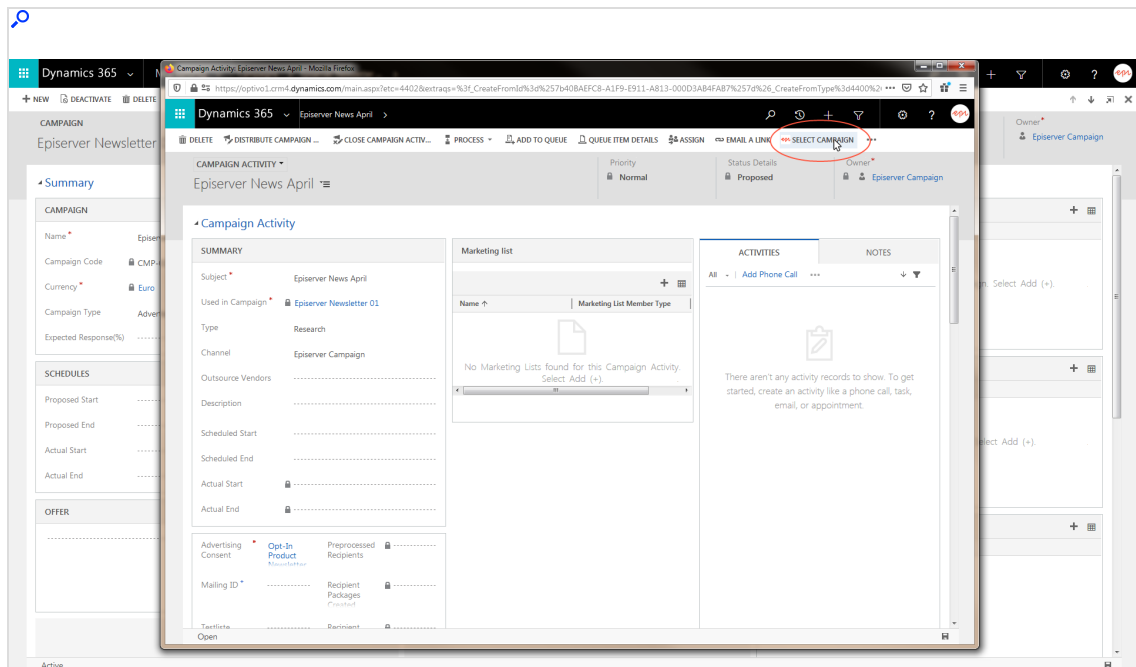 Dynamics 365
Campaign Activity: Episerver News April - Mozilla Firefox
https://optivo1.crm4.dynamics.com/main.aspx?etc=4402&extraqs=%3f_CreateFromId%3d%257b40BAEFC8-A1F9-E911-A813-000D3AB4FAB7%257d%26_CreateFromType%3d4400%2
Dynamics 365 Episerver News April >
+ NEW DEACTIVATE DELETE
DELETE DISTRIBUTE CAMPAIGN ... CLOSE CAMPAIGN ACTIV... PROCESS ADD TO QUEUE QUEUE ITEM DETAILS ASSIGN EMAIL A LINK SELECT CAMPAIGN ...
CAMPAIGN
Episerver Newsletter
CAMPAIGN ACTIVITY
Episerver News April
Priority
Normal
Status Details
Proposed
Owner*
Episerver Campaign
Owner*
Episerver Campaign
Summary
CAMPAIGN
Name*
Campaign Code CMP-
Currency* Euro
Campaign Type
Expected Response(%)
SCHEDULES
Proposed Start
Proposed End
Actual Start
Actual End
OFFER
Active
Campaign Activity
SUMMARY
Subject* Episerver News April
Used in Campaign* Episerver Newsletter 01
Type Research
Channel Episerver Campaign
Outsource Vendors
Description
Scheduled Start
Scheduled End
Actual Start
Actual End
Advertising Consent * Opt-In Product Newsletter
Preprocessed Recipients
Mailing ID*
Recipient Packages Created
Testliste
Recipient
Open
Marketing list
Name ↑ Marketing List Member Type
No Marketing Lists found for this Campaign Activity.
Select Add (+).
ACTIVITIES NOTES
All | Add Phone Call ...
There aren't any activity records to show. To get
started, create an activity like a phone call, task,
email, or appointment.
Select Add (+).
Select Add (+).